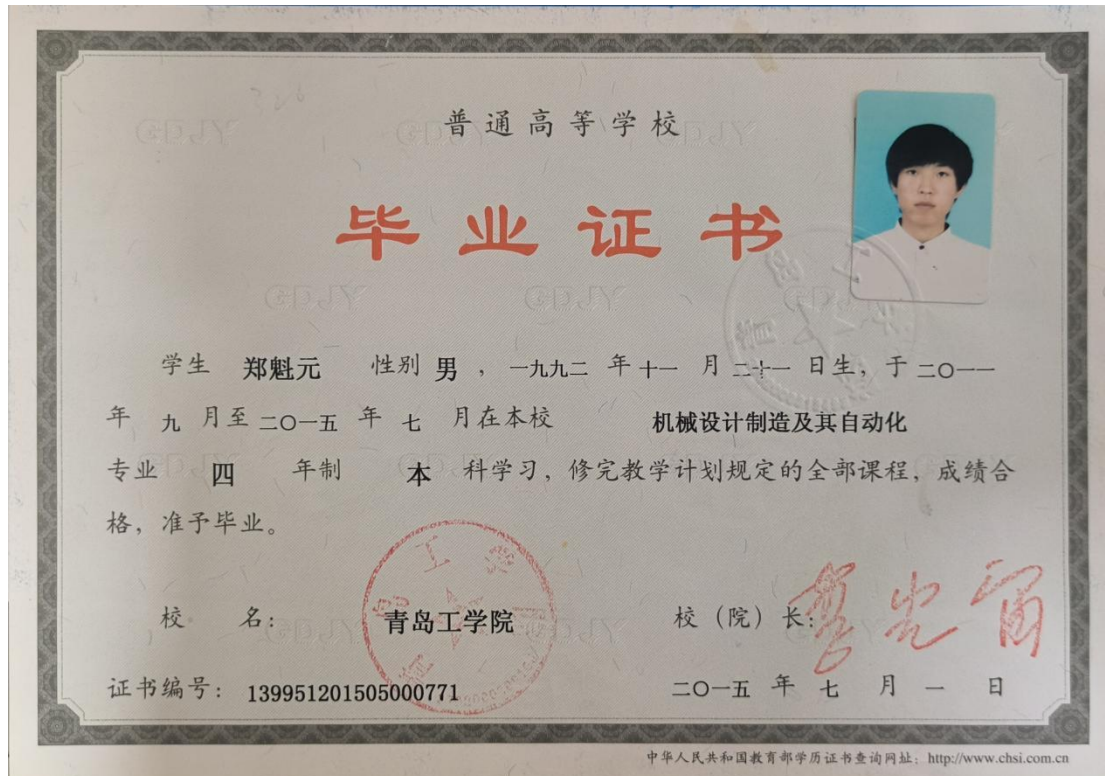 普通高等学校
毕业证书
学生 郑魁元 性别 男 , 一九九二 年 十一 月 二十一 日生, 于 二〇一一
年 九 月至 二〇一五 年 七 月在本校 机械设计制造及其自动化
专业 四 年制 本 科学习, 修完教学计划规定的全部课程, 成绩合
格, 准予毕业。
校 名: 青岛工学院 校（院）长:
证书编号: 139951201505000771 二〇一五 年 七 月 一 日
中华人民共和国教育部学历证书查询网址: http://www.chsi.com.cn
GDJY GDJY
GDJY GDJY GDJY